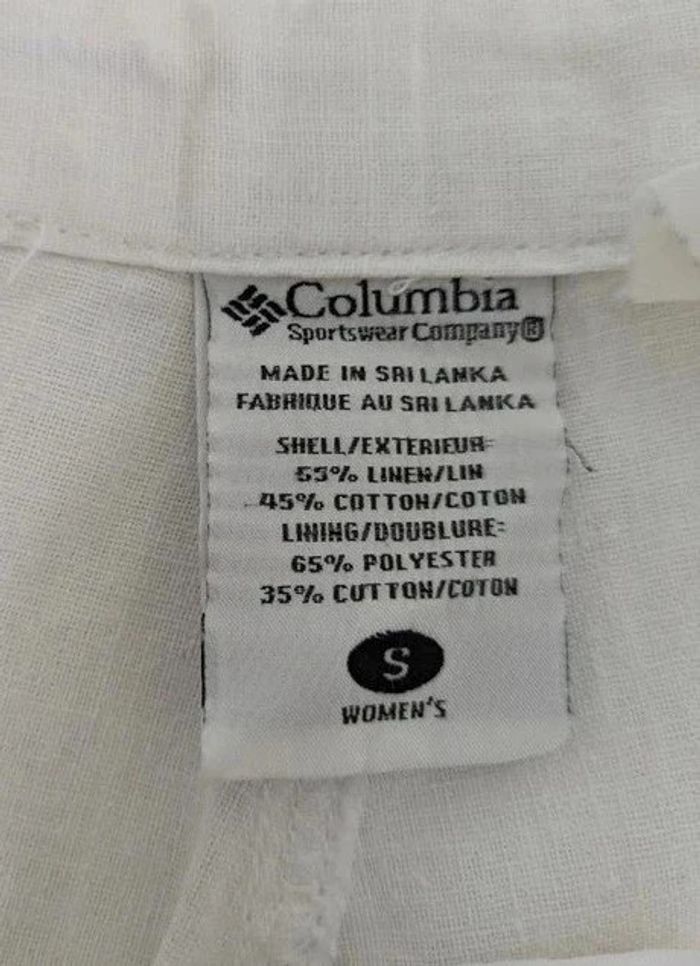 Columbia
Sportswear Company®
MADE IN SRI LANKA
FABRIQUE AU SRI LANKA
SHELL/EXTERIEUR:
55% LINEN/LIN
45% COTTON/COTON
LINING/DOUBLURE:
65% POLYESTER
35% COTTON/COTON
S
WOMEN'S